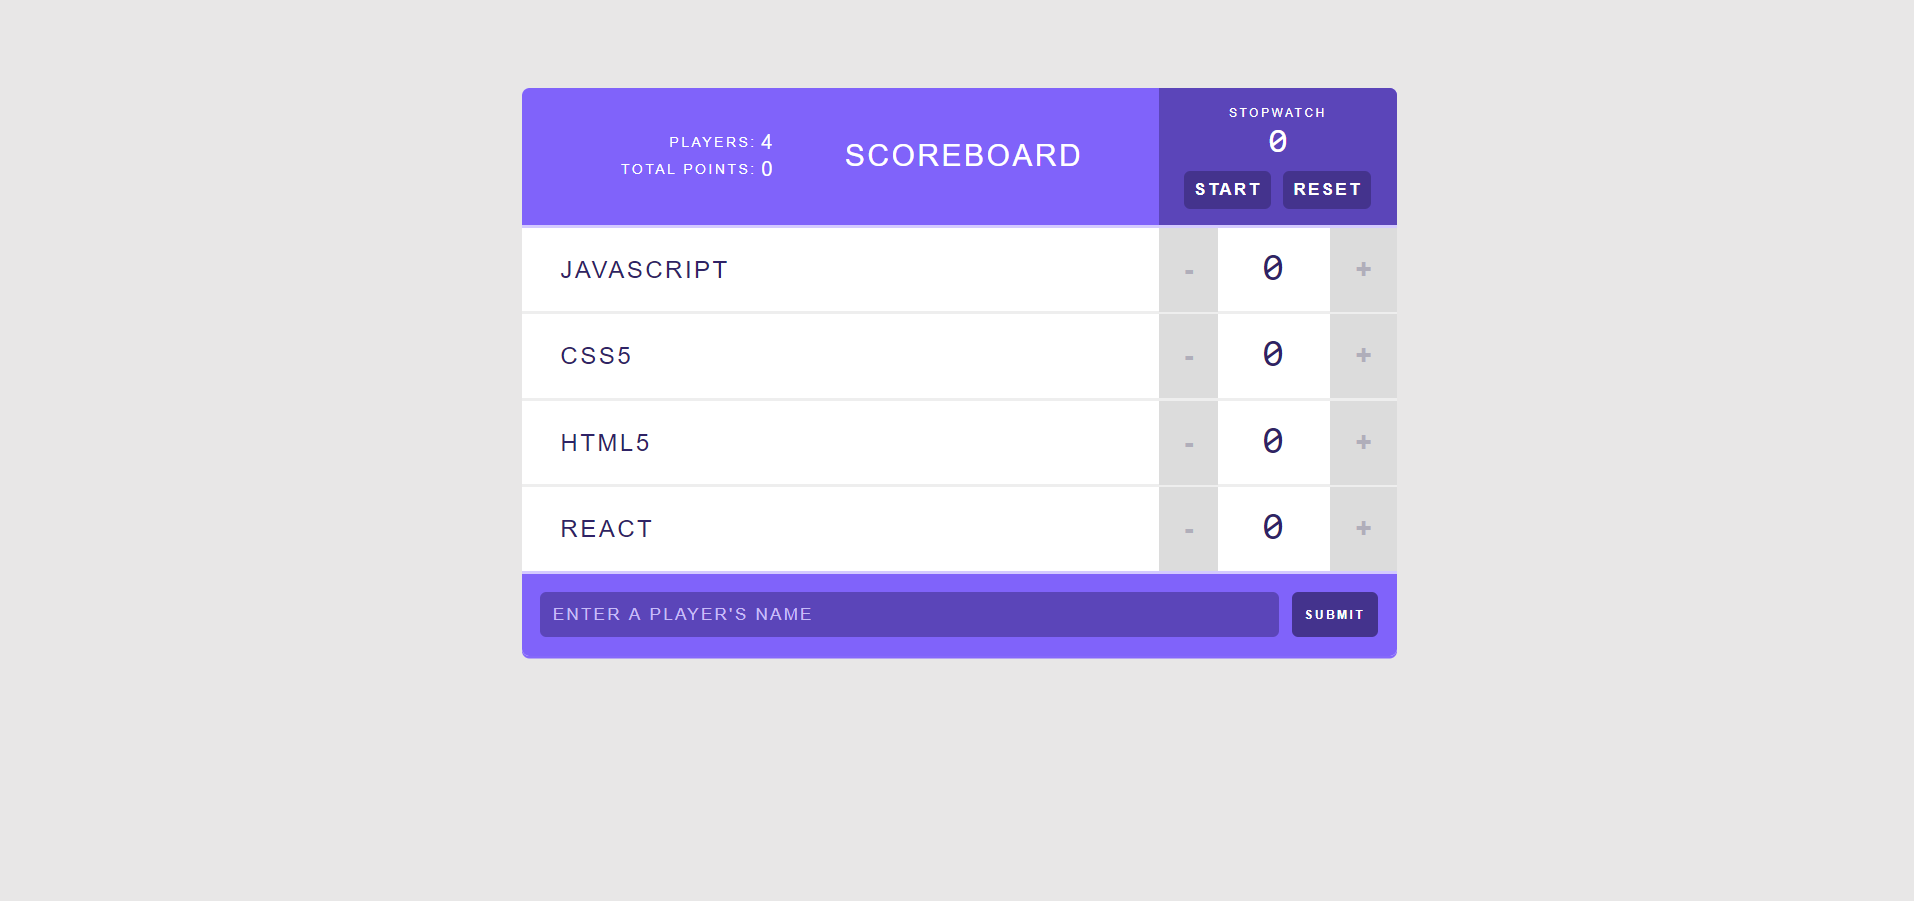 PLAYERS: 4
TOTAL POINTS: 0
SCOREBOARD
STOPWATCH
0
START RESET
JAVASCRIPT - 0 +
CSS5 - 0 +
HTML5 - 0 +
REACT - 0 +
ENTER A PLAYER'S NAME SUBMIT